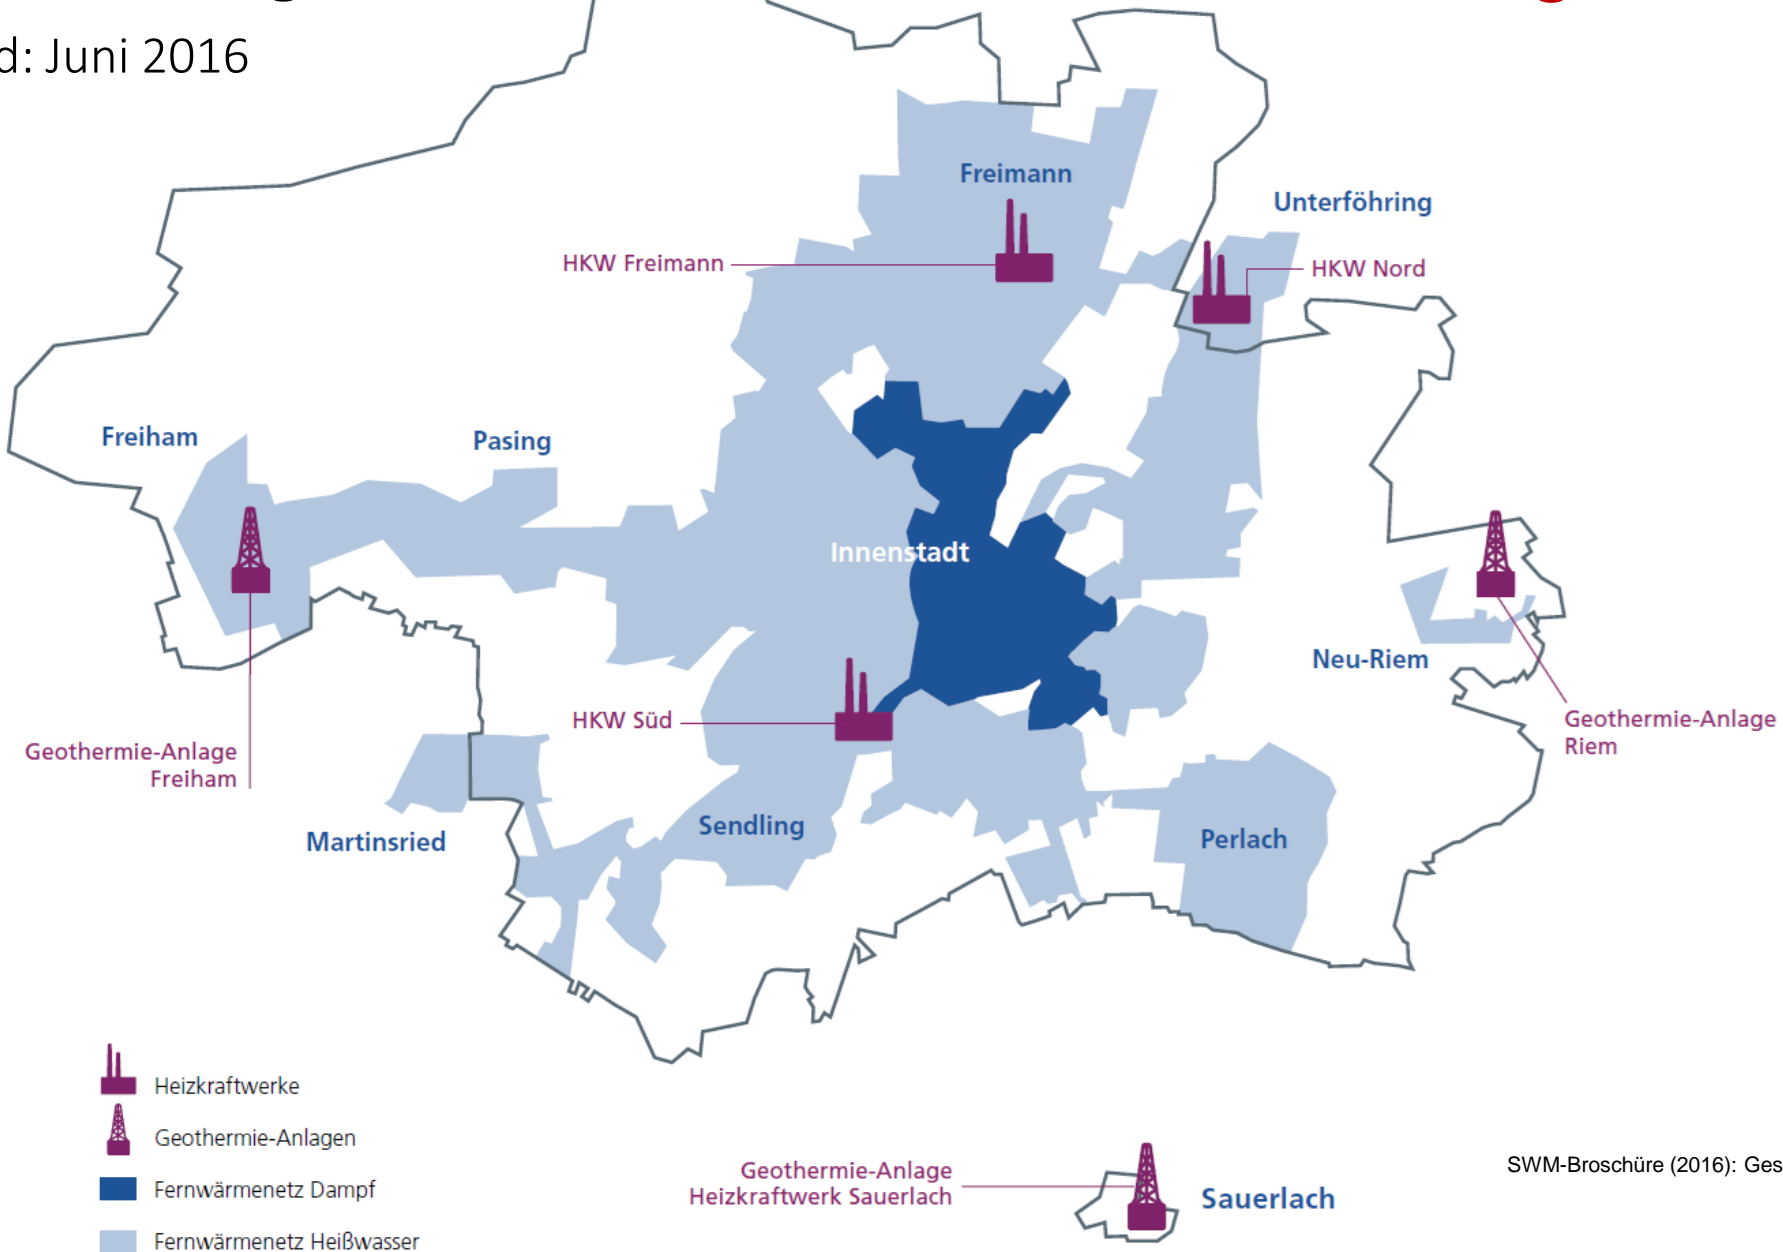 d: Juni 2016
Freimann
Unterföhring
HKW Freimann
HKW Nord
Freiham
Pasing
Innenstadt
Neu-Riem
HKW Süd
Geothermie-Anlage
Riem
Geothermie-Anlage
Freiham
Sendling
Martinsried
Perlach
Heizkraftwerke
Geothermie-Anlagen
Fernwärmenetz Dampf
Fernwärmenetz Heißwasser
Geothermie-Anlage
Heizkraftwerk Sauerlach
Sauerlach
SWM-Broschüre (2016): Ges